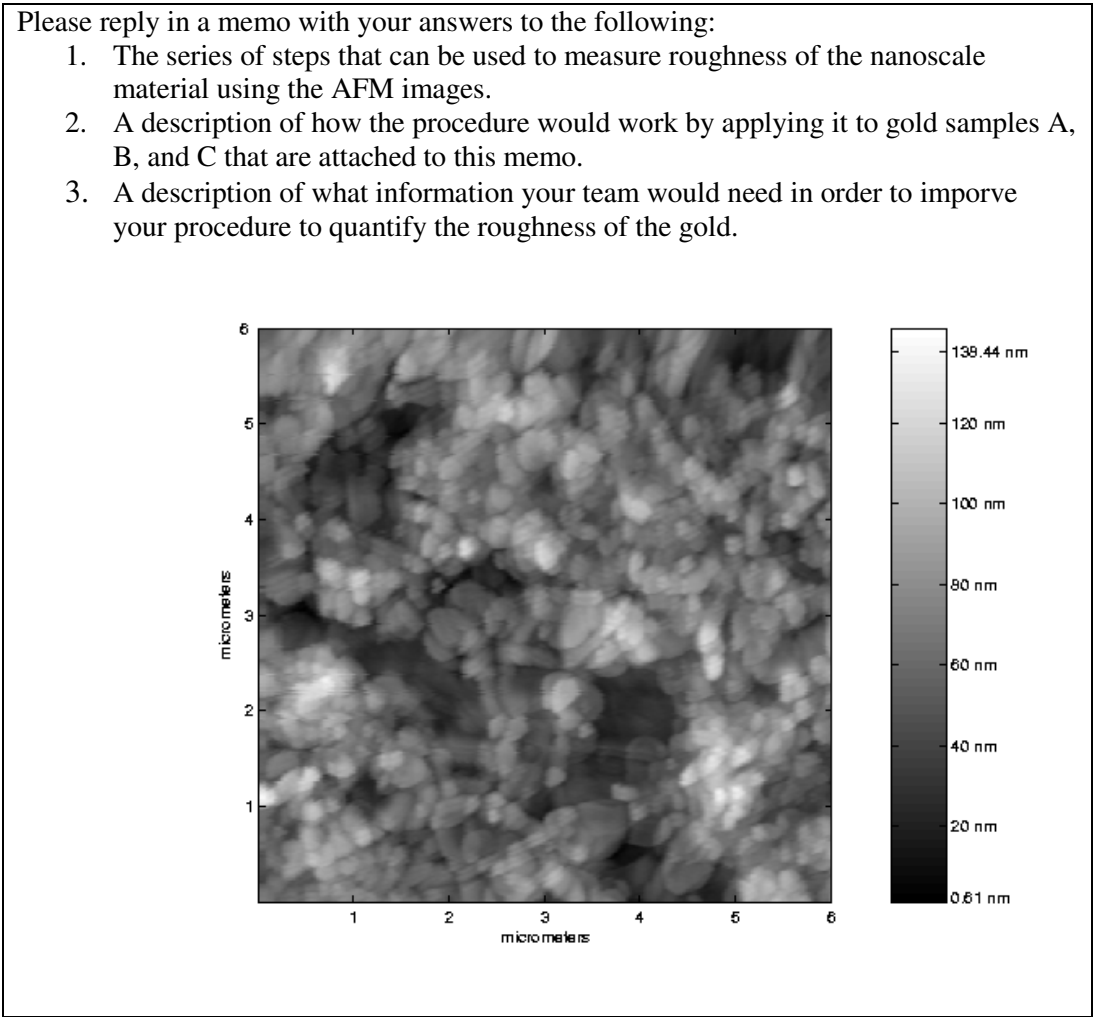 Please reply in a memo with your answers to the following:
1. The series of steps that can be used to measure roughness of the nanoscale
material using the AFM images.
2. A description of how the procedure would work by applying it to gold samples A,
B, and C that are attached to this memo.
3. A description of what information your team would need in order to imporve
your procedure to quantify the roughness of the gold.
6
5
4
3
2
1
micrometers
1 2 3 4 5 6
micrometers
139.44 nm
120 nm
100 nm
80 nm
60 nm
40 nm
20 nm
0.61 nm